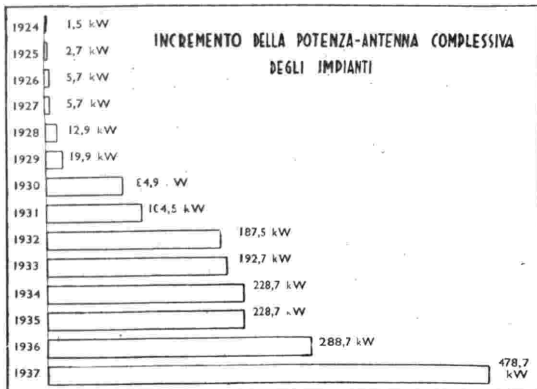 INCREMENTO DELLA POTENZA-ANTENNA COMPLESSIVA
DEGLI IMPIANTI
1924 1,5 kW
1925 2,7 kW
1926 5,7 kW
1927 5,7 kW
1928 12,9 kW
1929 19,9 kW
1930 W
1931 kW
1932 187,5 kW
1933 192,7 kW
1934 228,7 kW
1935 228,7 kW
1936 288,7 kW
1937 478,7
kW